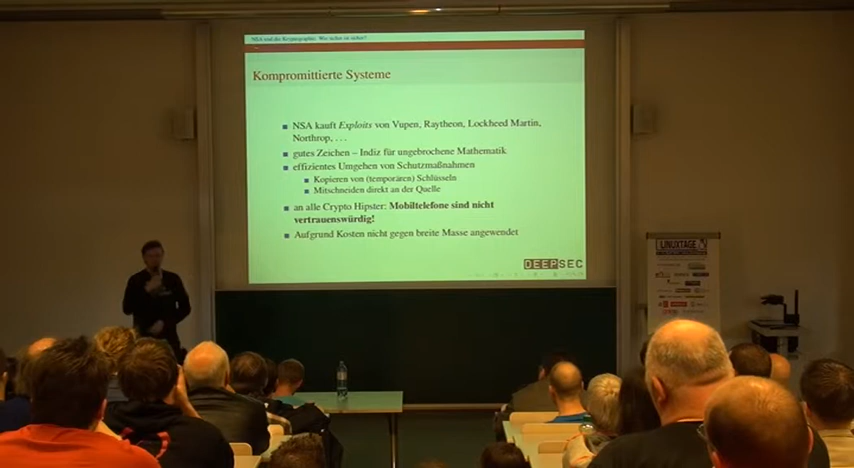 NSA und die Kryptographie. Wie sicher ist sicher?
Kompromittierte Systeme
NSA kauft Exploits von Vupen, Raytheon, Lockheed Martin,
Northrop, . . .
gutes Zeichen – Indiz für ungebrochene Mathematik
effizientes Umgehen von Schutzmaßnahmen
Kopieren von (temporären) Schlüsseln
Mitschneiden direkt an der Quelle
an alle Crypto Hipster: Mobiltelefone sind nicht
vertrauenswürdig!
Aufgrund Kosten nicht gegen breite Masse angewendet
DEEPSEC
LINUXTAGE